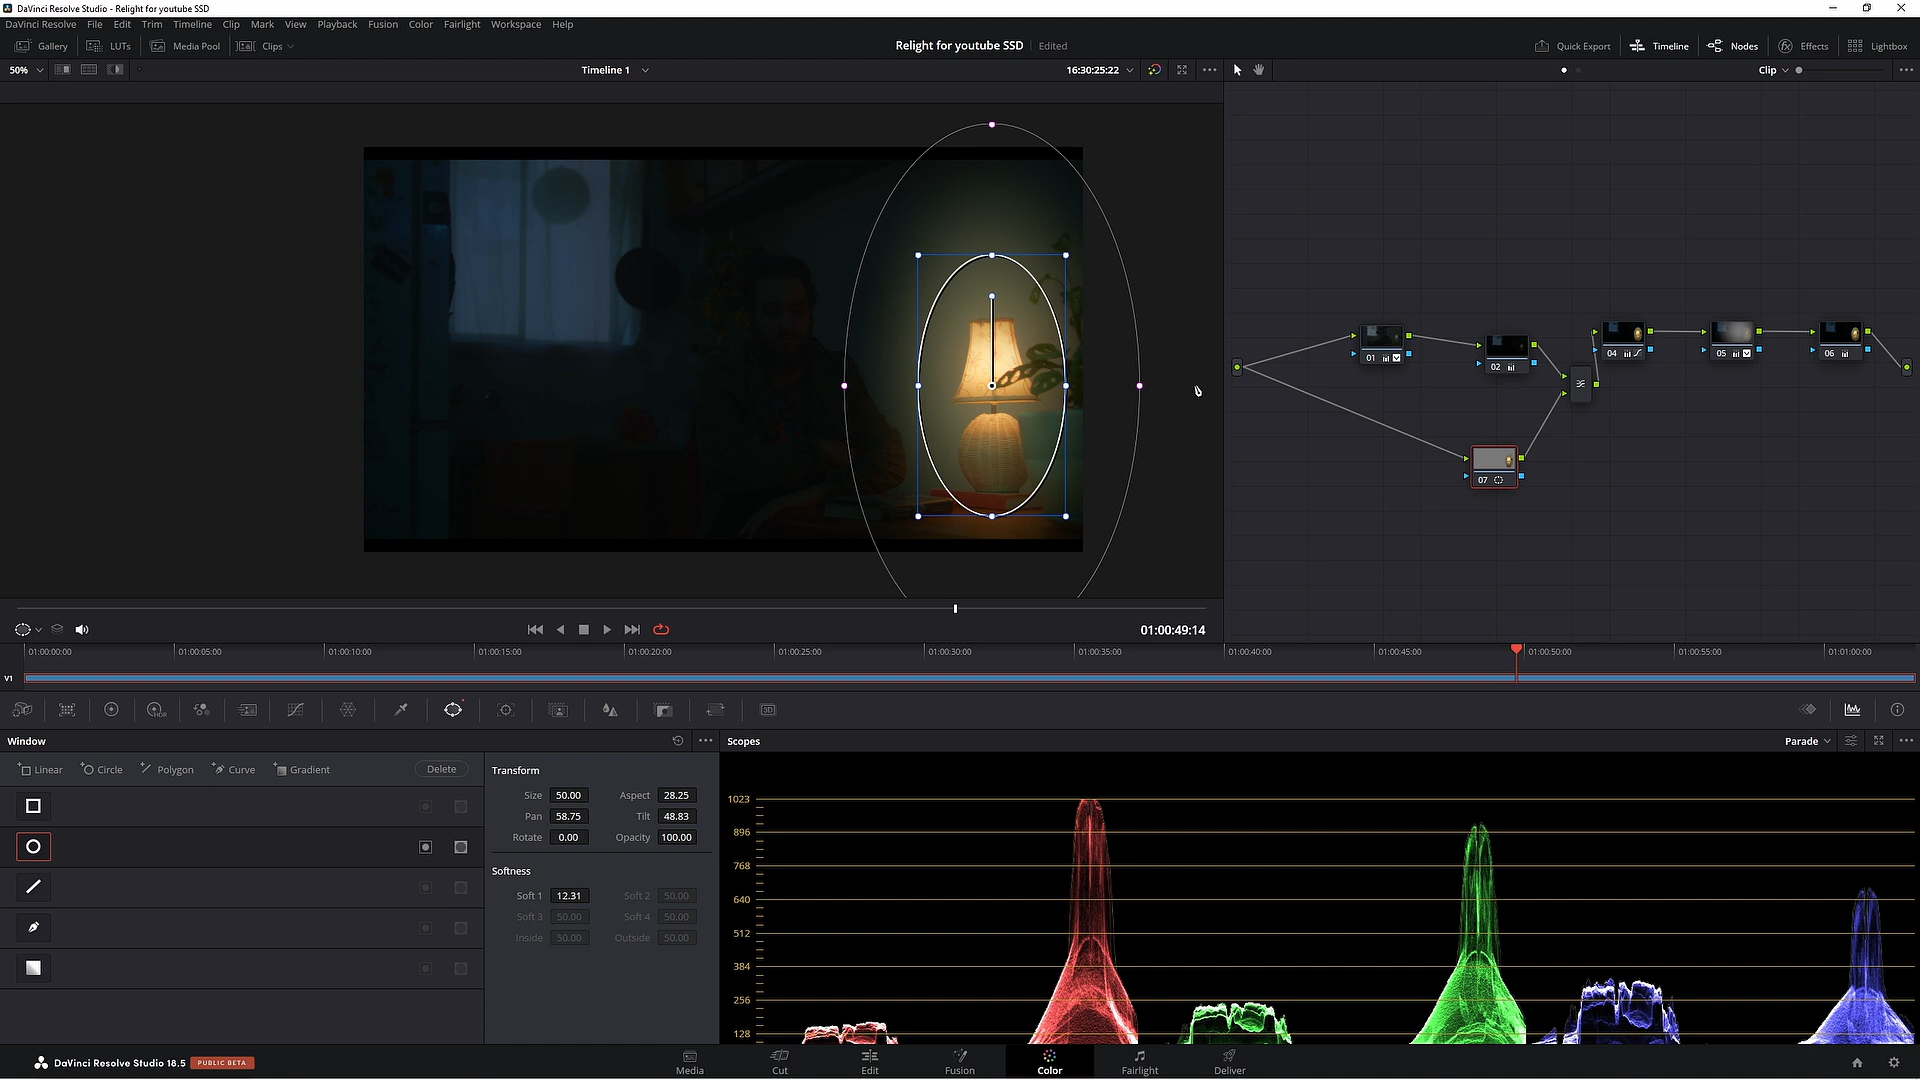 DaVinci Resolve Studio - Relight for youtube SSD
DaVinci Resolve File Edit Trim Timeline Clip Mark View Playback Fusion Color Fairlight Workspace Help
Gallery LUTs Media Pool Clips Relight for youtube SSD Edited Quick Export Timeline Nodes Effects Lightbox
50% Timeline 1 16:30:25:22 Clip
01 02 04 05 06
07
01:00:49:14
01:00:00:00 01:00:05:00 01:00:10:00 01:00:15:00 01:00:20:00 01:00:25:00 01:00:30:00 01:00:35:00 01:00:40:00 01:00:45:00 01:00:50:00 01:00:55:00 01:01:00:00
V1
HDR 3D
Window Scopes Parade
Linear Circle Polygon Curve Gradient Delete
Transform
Size 50.00 Aspect 28.25
Pan 58.75 Tilt 48.83
Rotate 0.00 Opacity 100.00
Softness
Soft 1 12.31 Soft 2 50.00
Soft 3 50.00 Soft 4 50.00
Inside 50.00 Outside 50.00
1023
896
768
640
512
384
256
128
DaVinci Resolve Studio 18.5 PUBLIC BETA
Media Cut Edit Fusion Color Fairlight Deliver